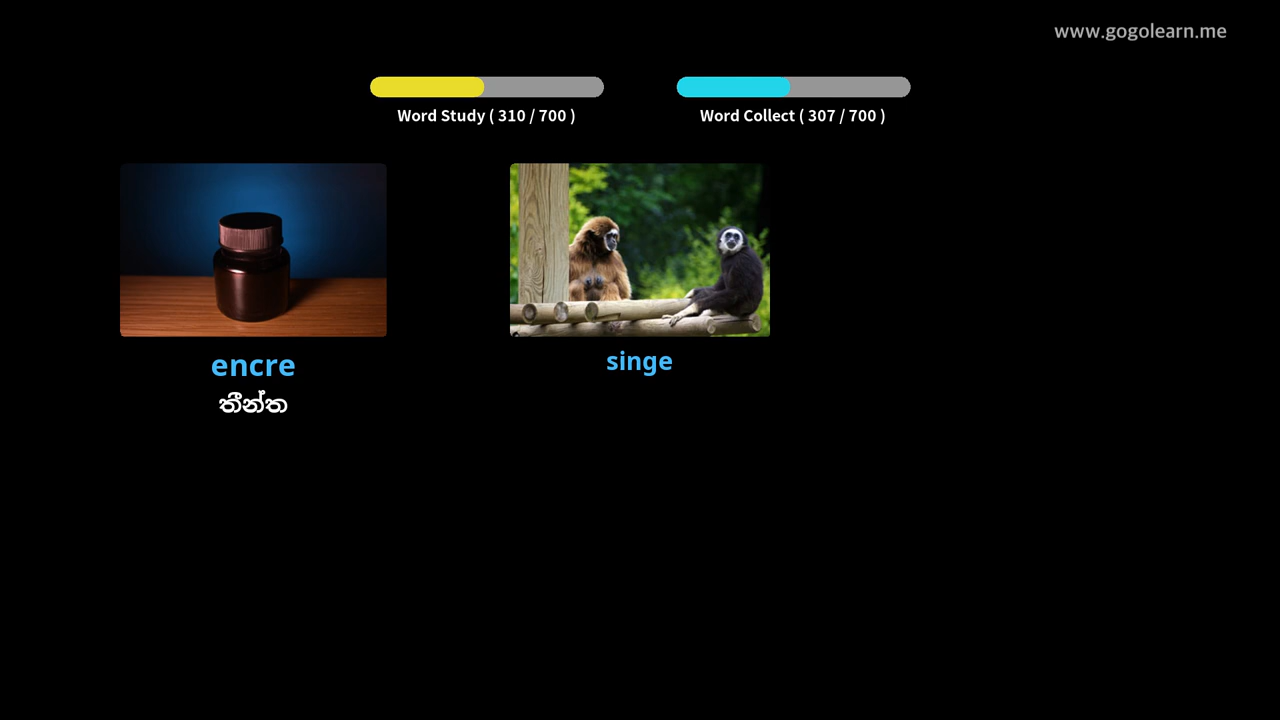 www.gogolearn.me
Word Study ( 310 / 700 )
Word Collect ( 307 / 700 )
encre
තීන්ත
singe